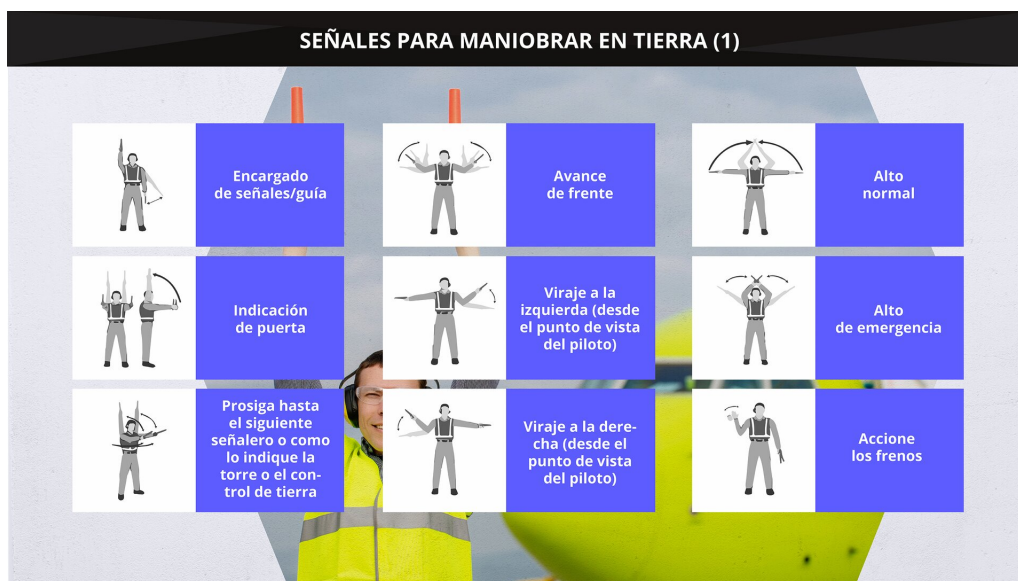 SEÑALES PARA MANIOBRAR EN TIERRA (1)
Encargado
de señales/guía
Avance
de frente
Alto
normal
Indicación
de puerta
Viraje a la
izquierda (desde
el punto de vista
del piloto)
Alto
de emergencia
Prosiga hasta
el siguiente
señalero o como
lo indique la
torre o el con-
trol de tierra
Viraje a la dere-
cha (desde el
punto de vista
del piloto)
Accione
los frenos